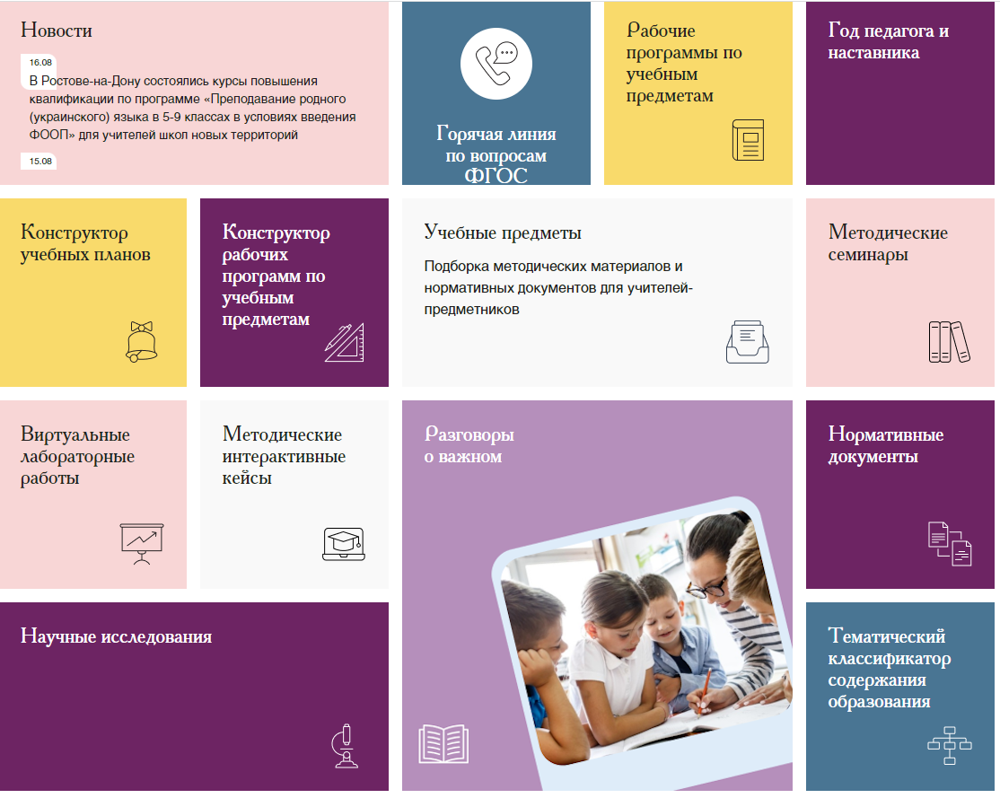 Новости
16.08
В Ростове-на-Дону состоялись курсы повышения
квалификации по программе «Преподавание родного
(украинского) языка в 5-9 классах в условиях введения
ФООП» для учителей школ новых территорий
15.08
Горячая линия
по вопросам
ФГОС
Рабочие
программы по
учебным
предметам
Год педагога и
наставника
Конструктор
учебных планов
Конструктор
рабочих
программ по
учебным
предметам
Учебные предметы
Подборка методических материалов и
нормативных документов для учителей-
предметников
Методические
семинары
Виртуальные
лабораторные
работы
Методические
интерактивные
кейсы
Разговоры
о важном
Нормативные
документы
Научные исследования
Тематический
классификатор
содержания
образования